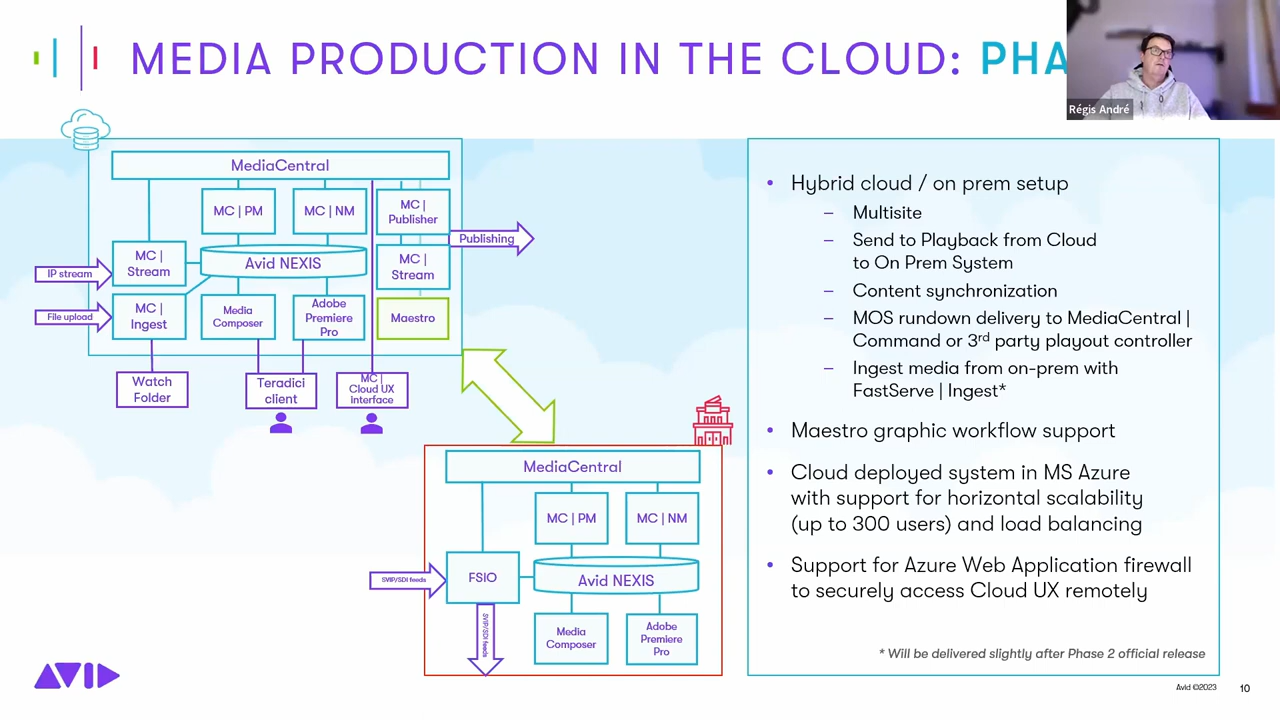 MEDIA PRODUCTION IN THE CLOUD: PHA
Régis André
MediaCentral
MC | PM
MC | NM
MC |
Publisher
Publishing
IP stream
MC |
Stream
Avid NEXIS
MC |
Stream
File upload
MC |
Ingest
Media
Composer
Adobe
Premiere
Pro
Maestro
Watch
Folder
Teradici
client
MC |
Cloud UX
interface
MediaCentral
MC | PM
MC | NM
SVIP/SDI feeds
FSIO
Avid NEXIS
SVIP/SDI feeds
Media
Composer
Adobe
Premiere
Pro
• Hybrid cloud / on prem setup
– Multisite
– Send to Playback from Cloud
to On Prem System
– Content synchronization
– MOS rundown delivery to MediaCentral |
Command or 3rd party playout controller
– Ingest media from on-prem with
FastServe | Ingest*
• Maestro graphic workflow support
• Cloud deployed system in MS Azure
with support for horizontal scalability
(up to 300 users) and load balancing
• Support for Azure Web Application firewall
to securely access Cloud UX remotely
* Will be delivered slightly after Phase 2 official release
AVID
Avid ©2023
10